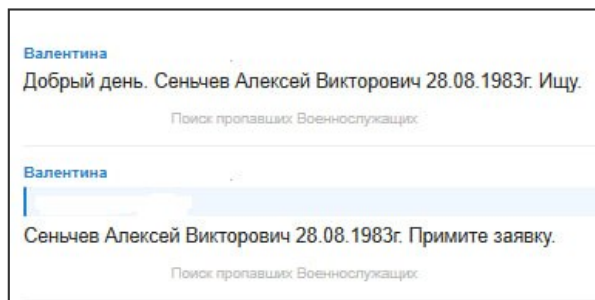 Валентина
Добрый день. Сеньчев Алексей Викторович 28.08.1983г. Ищу.
Поиск пропавших Военнослужащих
Валентина
Сеньчев Алексей Викторович 28.08.1983г. Примите заявку.
Поиск пропавших Военнослужащих